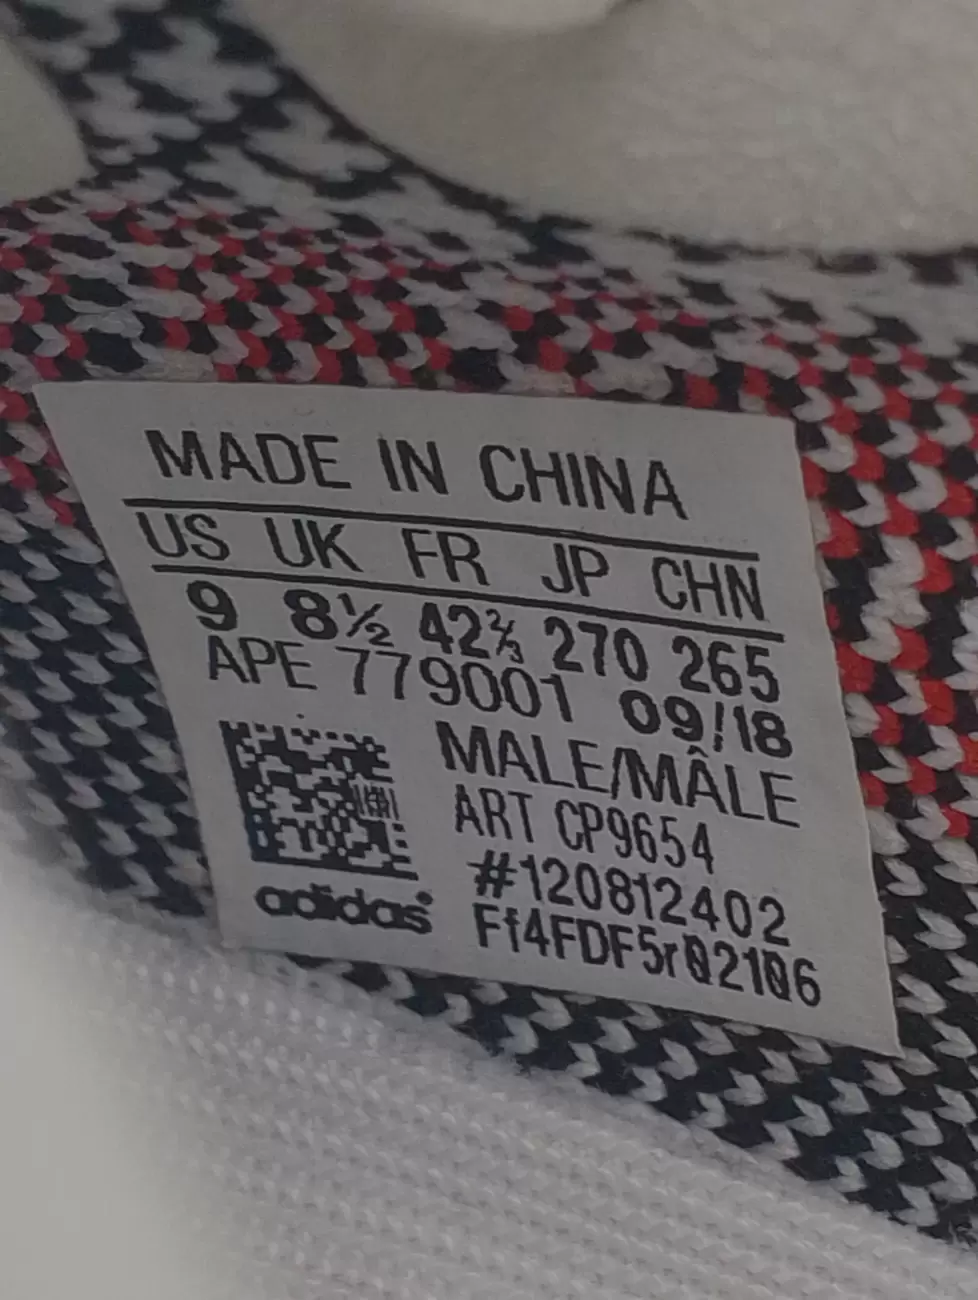 MADE IN CHINA
US UK FR JP CHN
9 8½ 42⅔ 270 265
APE 779001 09/18
MALE/MÂLE
ART CP9654
#120812402
Ff4FDF5r02106
adidas